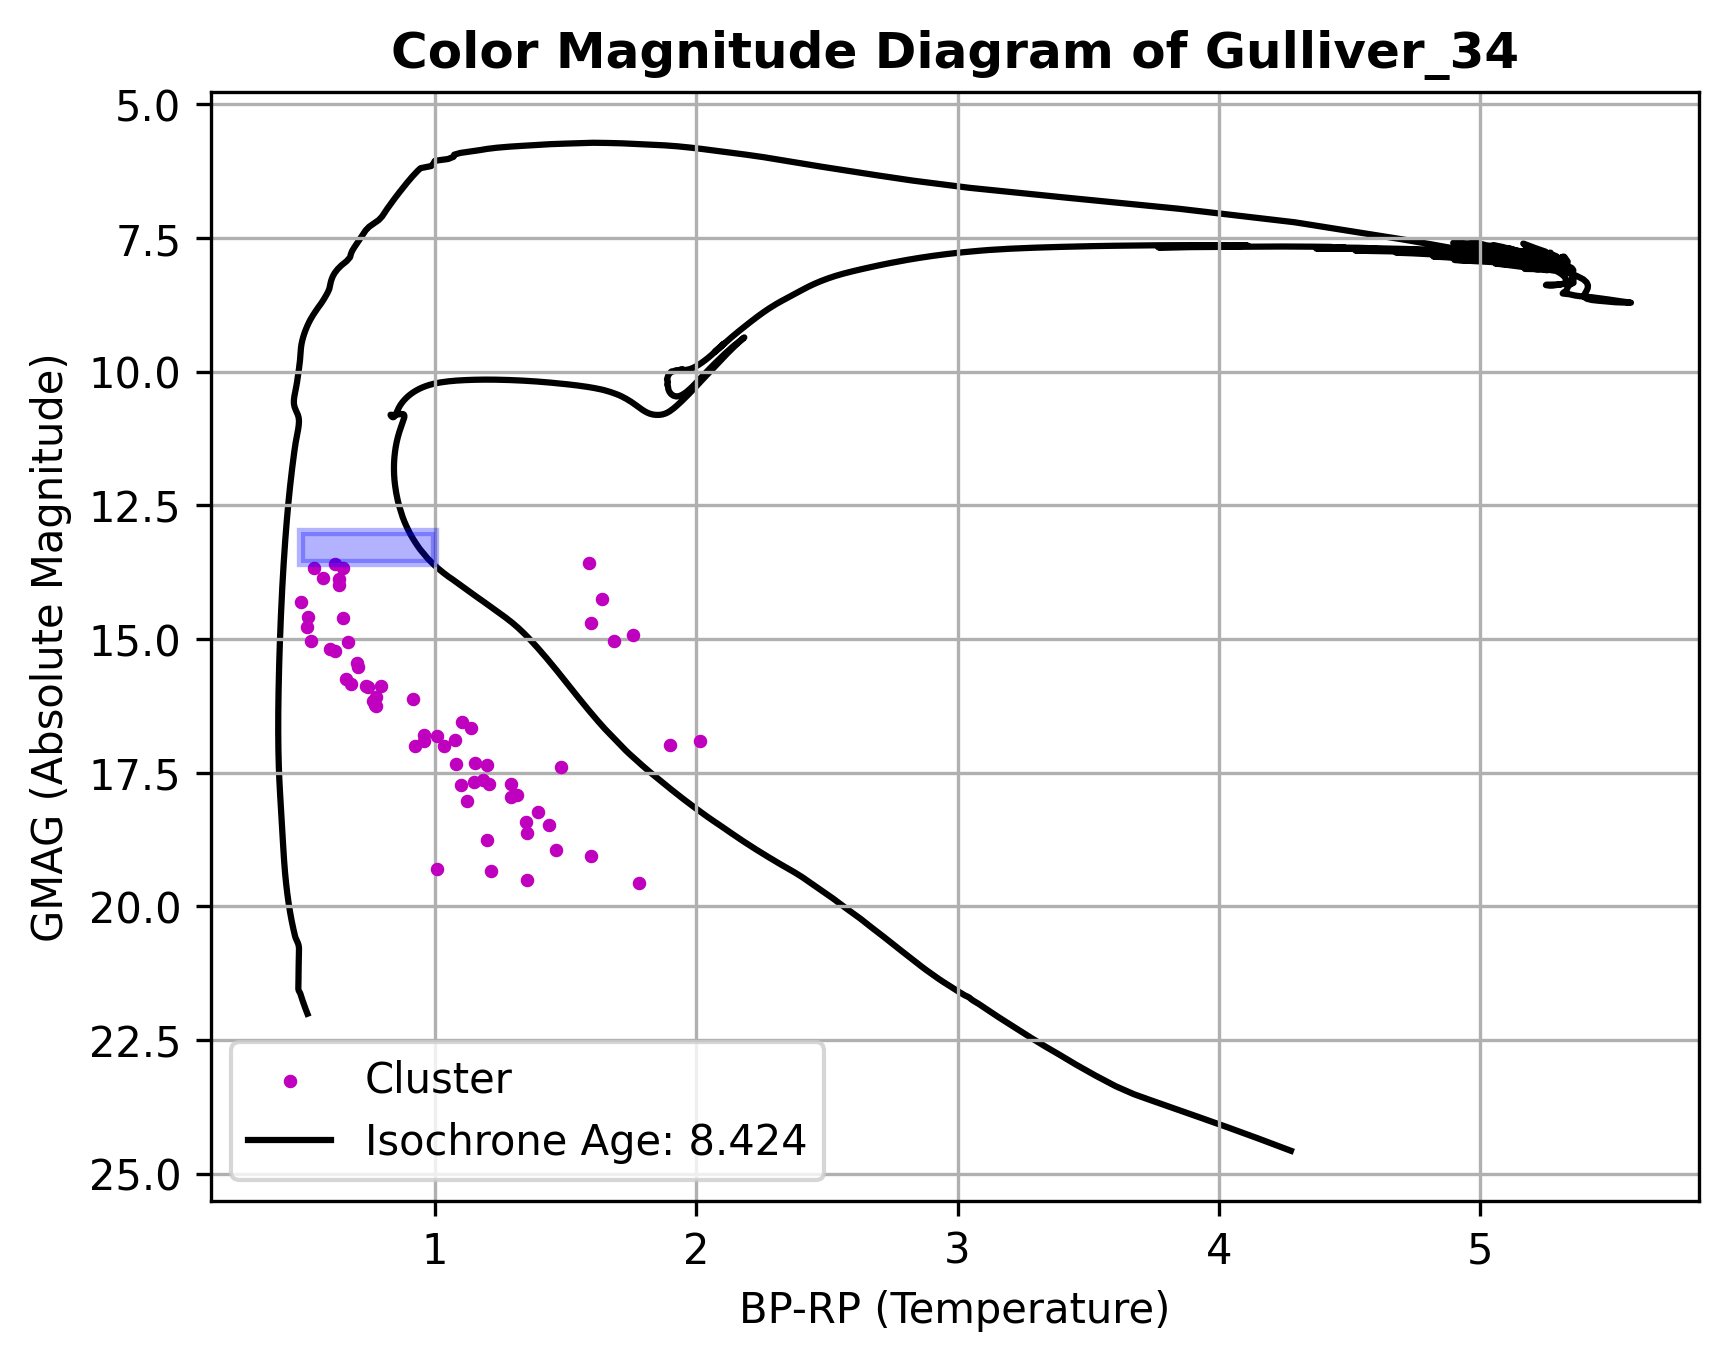 Color Magnitude Diagram of Gulliver_34
GMAG (Absolute Magnitude)
5.0
7.5
10.0
12.5
15.0
17.5
20.0
22.5
25.0
Cluster
Isochrone Age: 8.424
1 2 3 4 5
BP-RP (Temperature)